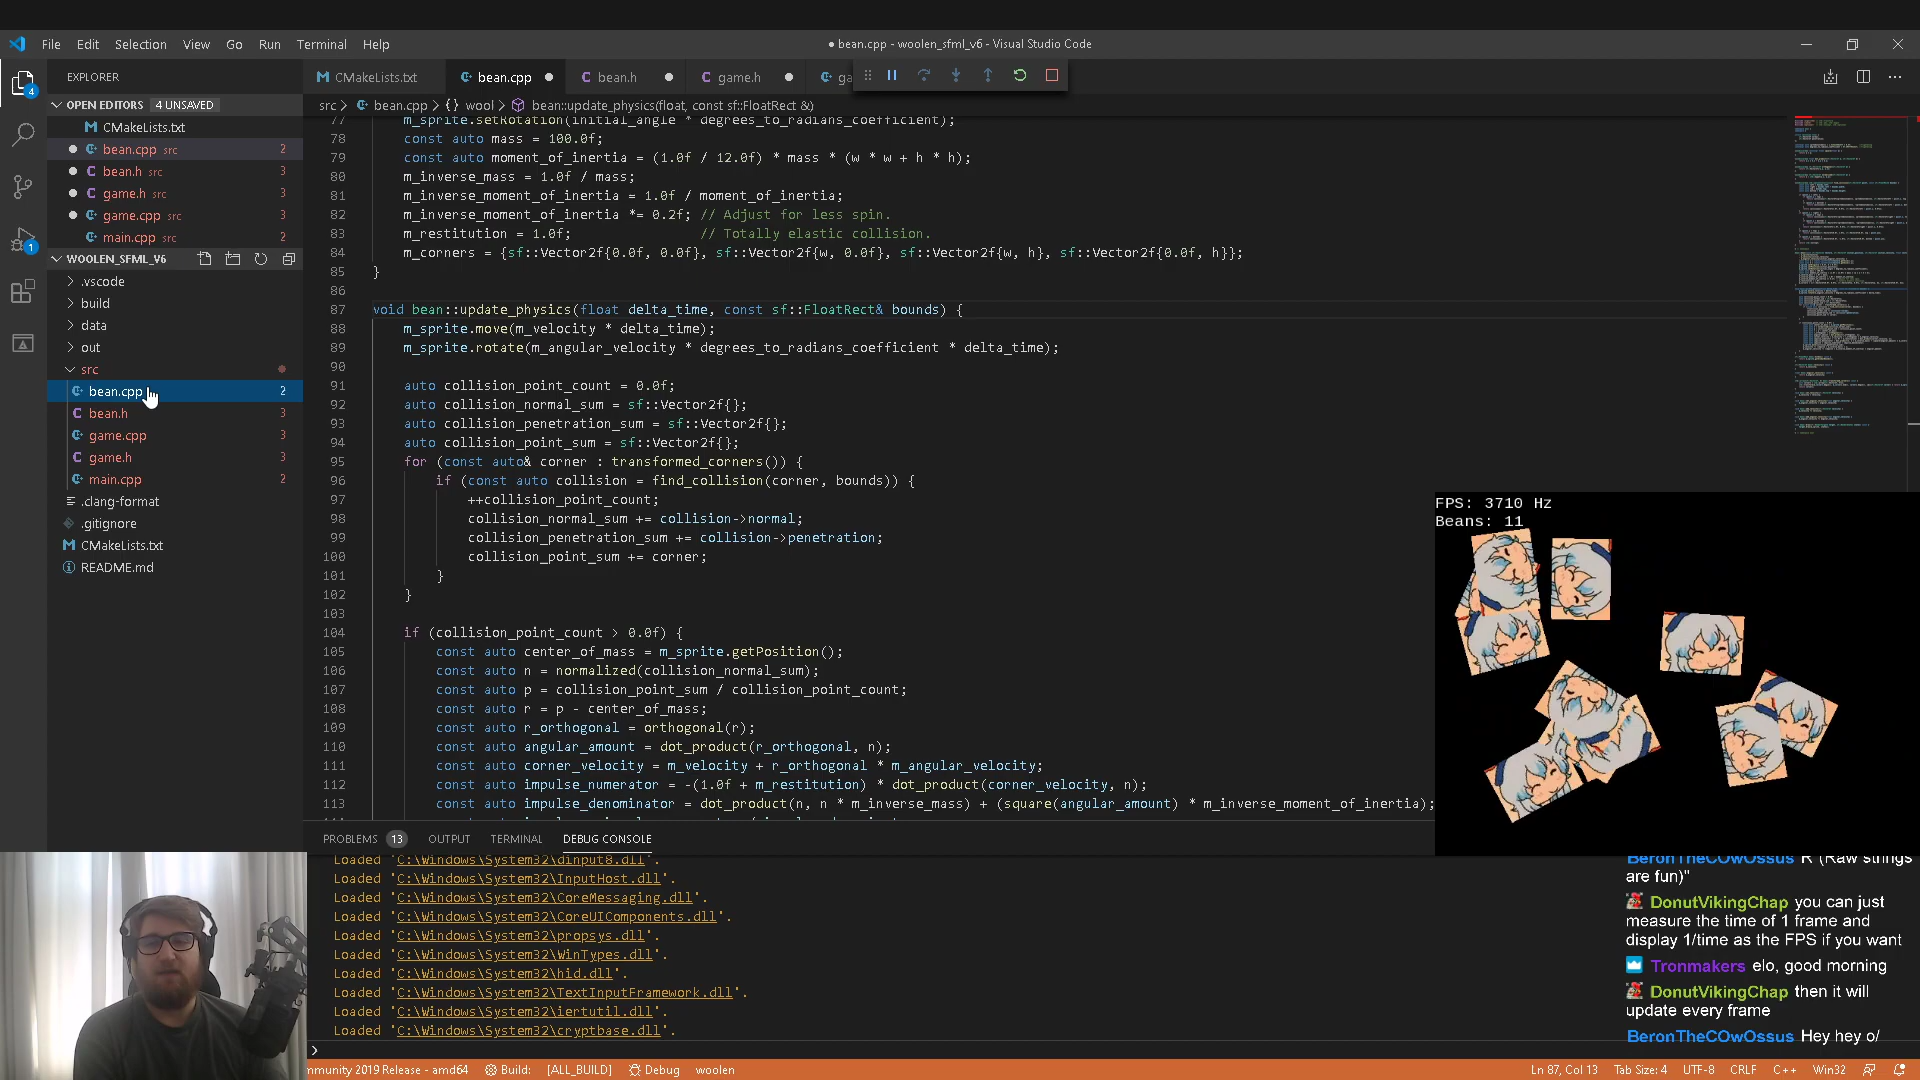 File Edit Selection View Go Run Terminal Help
● bean.cpp - woolen_sfml_v6 - Visual Studio Code
EXPLORER
CMakeLists.txt
bean.cpp
bean.h
game.h
ga
OPEN EDITORS 4 UNSAVED
CMakeLists.txt
bean.cpp src 2
bean.h src 3
game.h src 3
game.cpp src 3
main.cpp src 2
WOOLEN_SFML_V6
.vscode
build
data
out
src
bean.cpp 2
bean.h 3
game.cpp 3
game.h 3
main.cpp 2
.clang-format
.gitignore
CMakeLists.txt
README.md
4
1
src > bean.cpp > {} wool > bean::update_physics(float, const sf::FloatRect &)
77 m_sprite.setRotation(initial_angle * degrees_to_radians_coefficient);
78 const auto mass = 100.0f;
79 const auto moment_of_inertia = (1.0f / 12.0f) * mass * (w * w + h * h);
80 m_inverse_mass = 1.0f / mass;
81 m_inverse_moment_of_inertia = 1.0f / moment_of_inertia;
82 m_inverse_moment_of_inertia *= 0.2f; // Adjust for less spin.
83 m_restitution = 1.0f; // Totally elastic collision.
84 m_corners = {sf::Vector2f{0.0f, 0.0f}, sf::Vector2f{w, 0.0f}, sf::Vector2f{w, h}, sf::Vector2f{0.0f, h}};
85 }
86
87 void bean::update_physics(float delta_time, const sf::FloatRect& bounds) {
88 m_sprite.move(m_velocity * delta_time);
89 m_sprite.rotate(m_angular_velocity * degrees_to_radians_coefficient * delta_time);
90
91 auto collision_point_count = 0.0f;
92 auto collision_normal_sum = sf::Vector2f{};
93 auto collision_penetration_sum = sf::Vector2f{};
94 auto collision_point_sum = sf::Vector2f{};
95 for (const auto& corner : transformed_corners()) {
96 if (const auto collision = find_collision(corner, bounds)) {
97 ++collision_point_count;
98 collision_normal_sum += collision->normal;
99 collision_penetration_sum += collision->penetration;
100 collision_point_sum += corner;
101 }
102 }
103
104 if (collision_point_count > 0.0f) {
105 const auto center_of_mass = m_sprite.getPosition();
106 const auto n = normalized(collision_normal_sum);
107 const auto p = collision_point_sum / collision_point_count;
108 const auto r = p - center_of_mass;
109 const auto r_orthogonal = orthogonal(r);
110 const auto angular_amount = dot_product(r_orthogonal, n);
111 const auto corner_velocity = m_velocity + r_orthogonal * m_angular_velocity;
112 const auto impulse_numerator = -(1.0f + m_restitution) * dot_product(corner_velocity, n);
113 const auto impulse_denominator = dot_product(n, n * m_inverse_mass) + (square(angular_amount) * m_inverse_moment_of_inertia);
FPS: 3710 Hz
Beans: 11
PROBLEMS 13 OUTPUT TERMINAL DEBUG CONSOLE
Loaded 'C:\Windows\System32\dinput8.dll'.
Loaded 'C:\Windows\System32\InputHost.dll'.
Loaded 'C:\Windows\System32\CoreMessaging.dll'.
Loaded 'C:\Windows\System32\CoreUIComponents.dll'.
Loaded 'C:\Windows\System32\propsys.dll'.
Loaded 'C:\Windows\System32\WinTypes.dll'.
Loaded 'C:\Windows\System32\hid.dll'.
Loaded 'C:\Windows\System32\TextInputFramework.dll'.
Loaded 'C:\Windows\System32\iertutil.dll'.
Loaded 'C:\Windows\System32\cryptbase.dll'.
BeronTheCOwOssus R"(Raw strings
are fun)"
DonutVikingChap you can just
measure the time of 1 frame and
display 1/time as the FPS if you want
Tronmakers elo, good morning
DonutVikingChap then it will
update every frame
BeronTheCOwOssus Hey hey o/
mmunity 2019 Release - amd64 Build: [ALL_BUILD] Debug woolen
Ln 87, Col 13 Tab Size: 4 UTF-8 CRLF C++ Win32